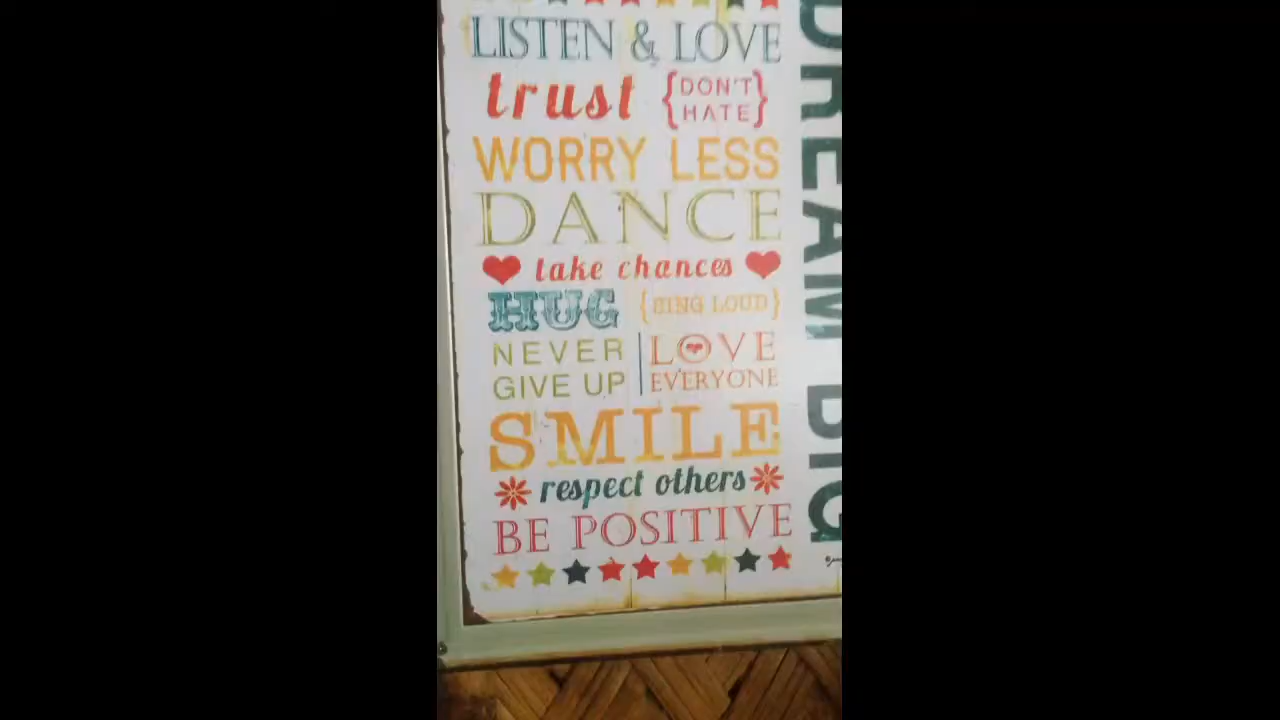 LISTEN & LOVE
trust {DON'T HATE}
WORRY LESS
DANCE
take chances
HUG {SING LOUD}
NEVER GIVE UP | LOVE EVERYONE
SMILE
respect others
BE POSITIVE
DREAM BIG